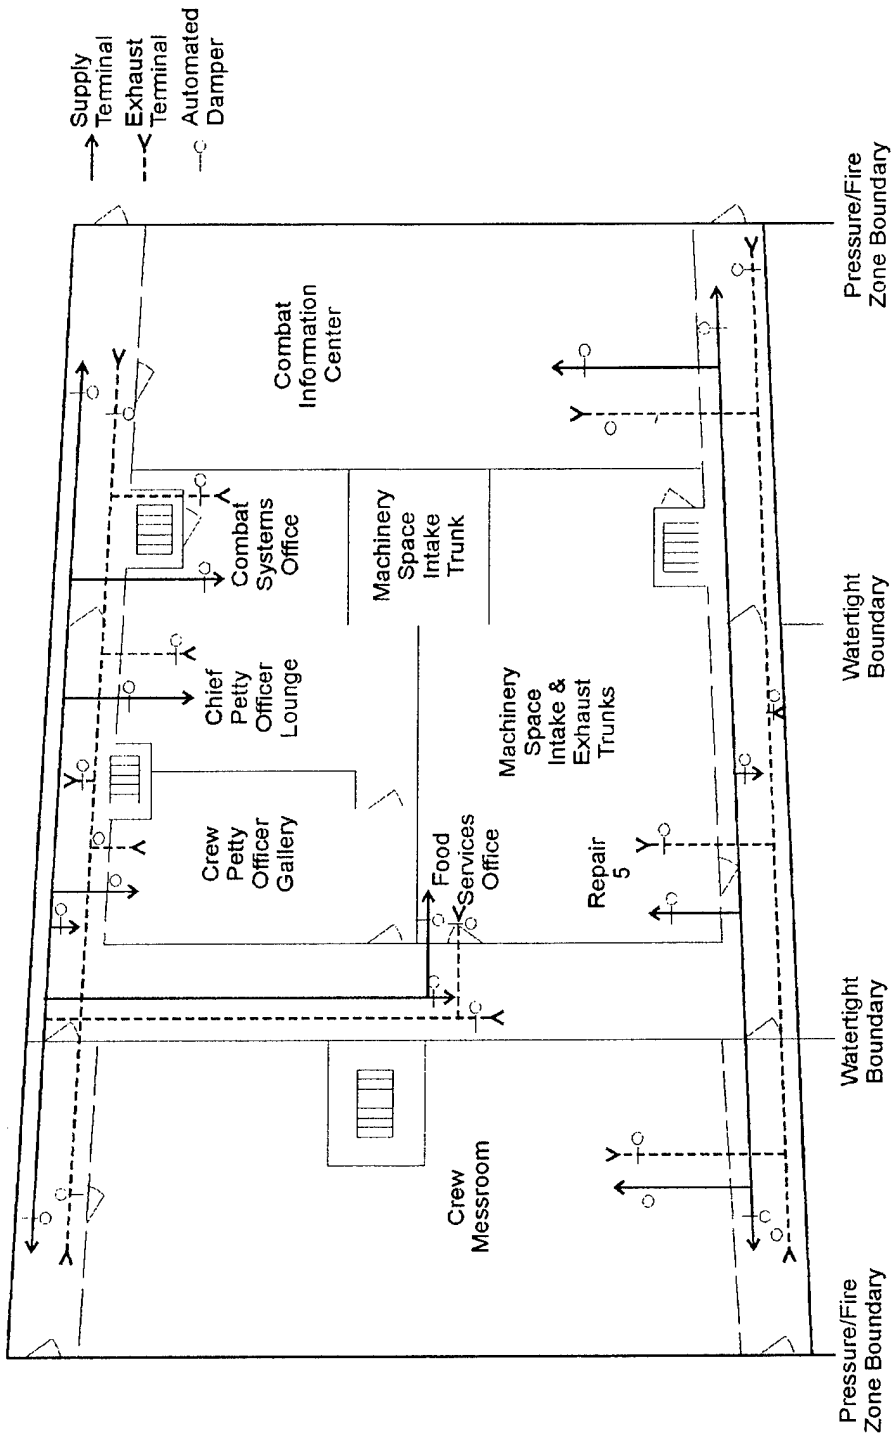 Supply
Terminal
Exhaust
Terminal
Automated
Damper
Combat
Information
Center
Combat
Systems
Office
Machinery
Space
Intake
Trunk
Chief
Petty
Officer
Lounge
Machinery
Space
Intake &
Exhaust
Trunks
Crew
Petty
Officer
Gallery
Food
Services
Office
Repair
5
Crew
Messroom
Pressure/Fire
Zone Boundary
Watertight
Boundary
Watertight
Boundary
Pressure/Fire
Zone Boundary